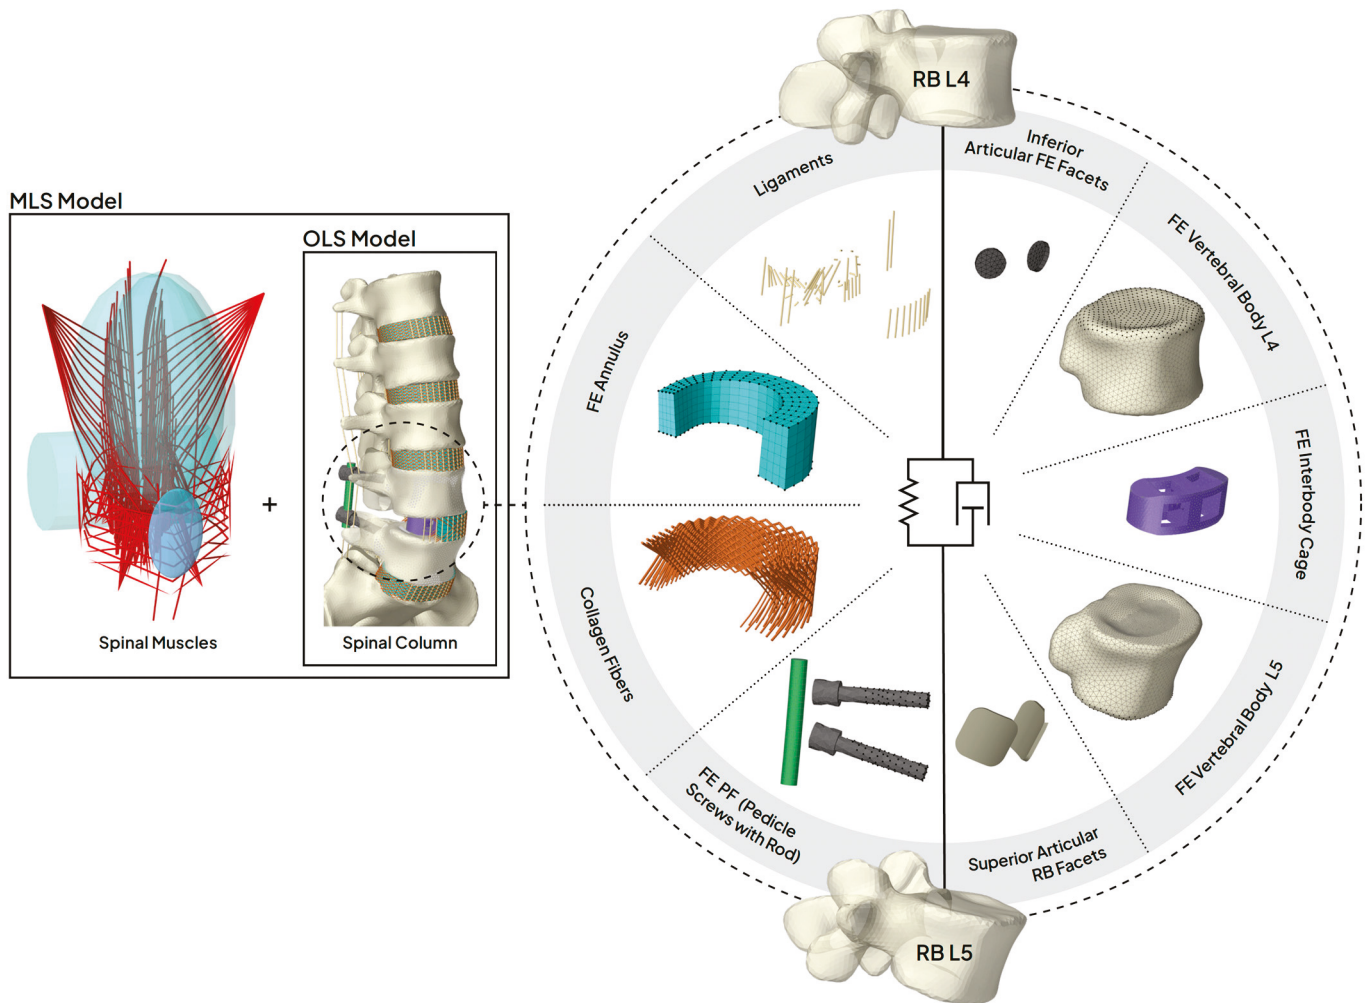 MLS Model
OLS Model
+
Spinal Muscles
Spinal Column
RB L4
Inferior
Articular FE Facets
FE Vertebral Body L4
FE Interbody Cage
FE Vertebral Body L5
Superior Articular
RB Facets
RB L5
FE PF (Pedicle
Screws with Rod)
Collagen Fibers
FE Annulus
Ligaments